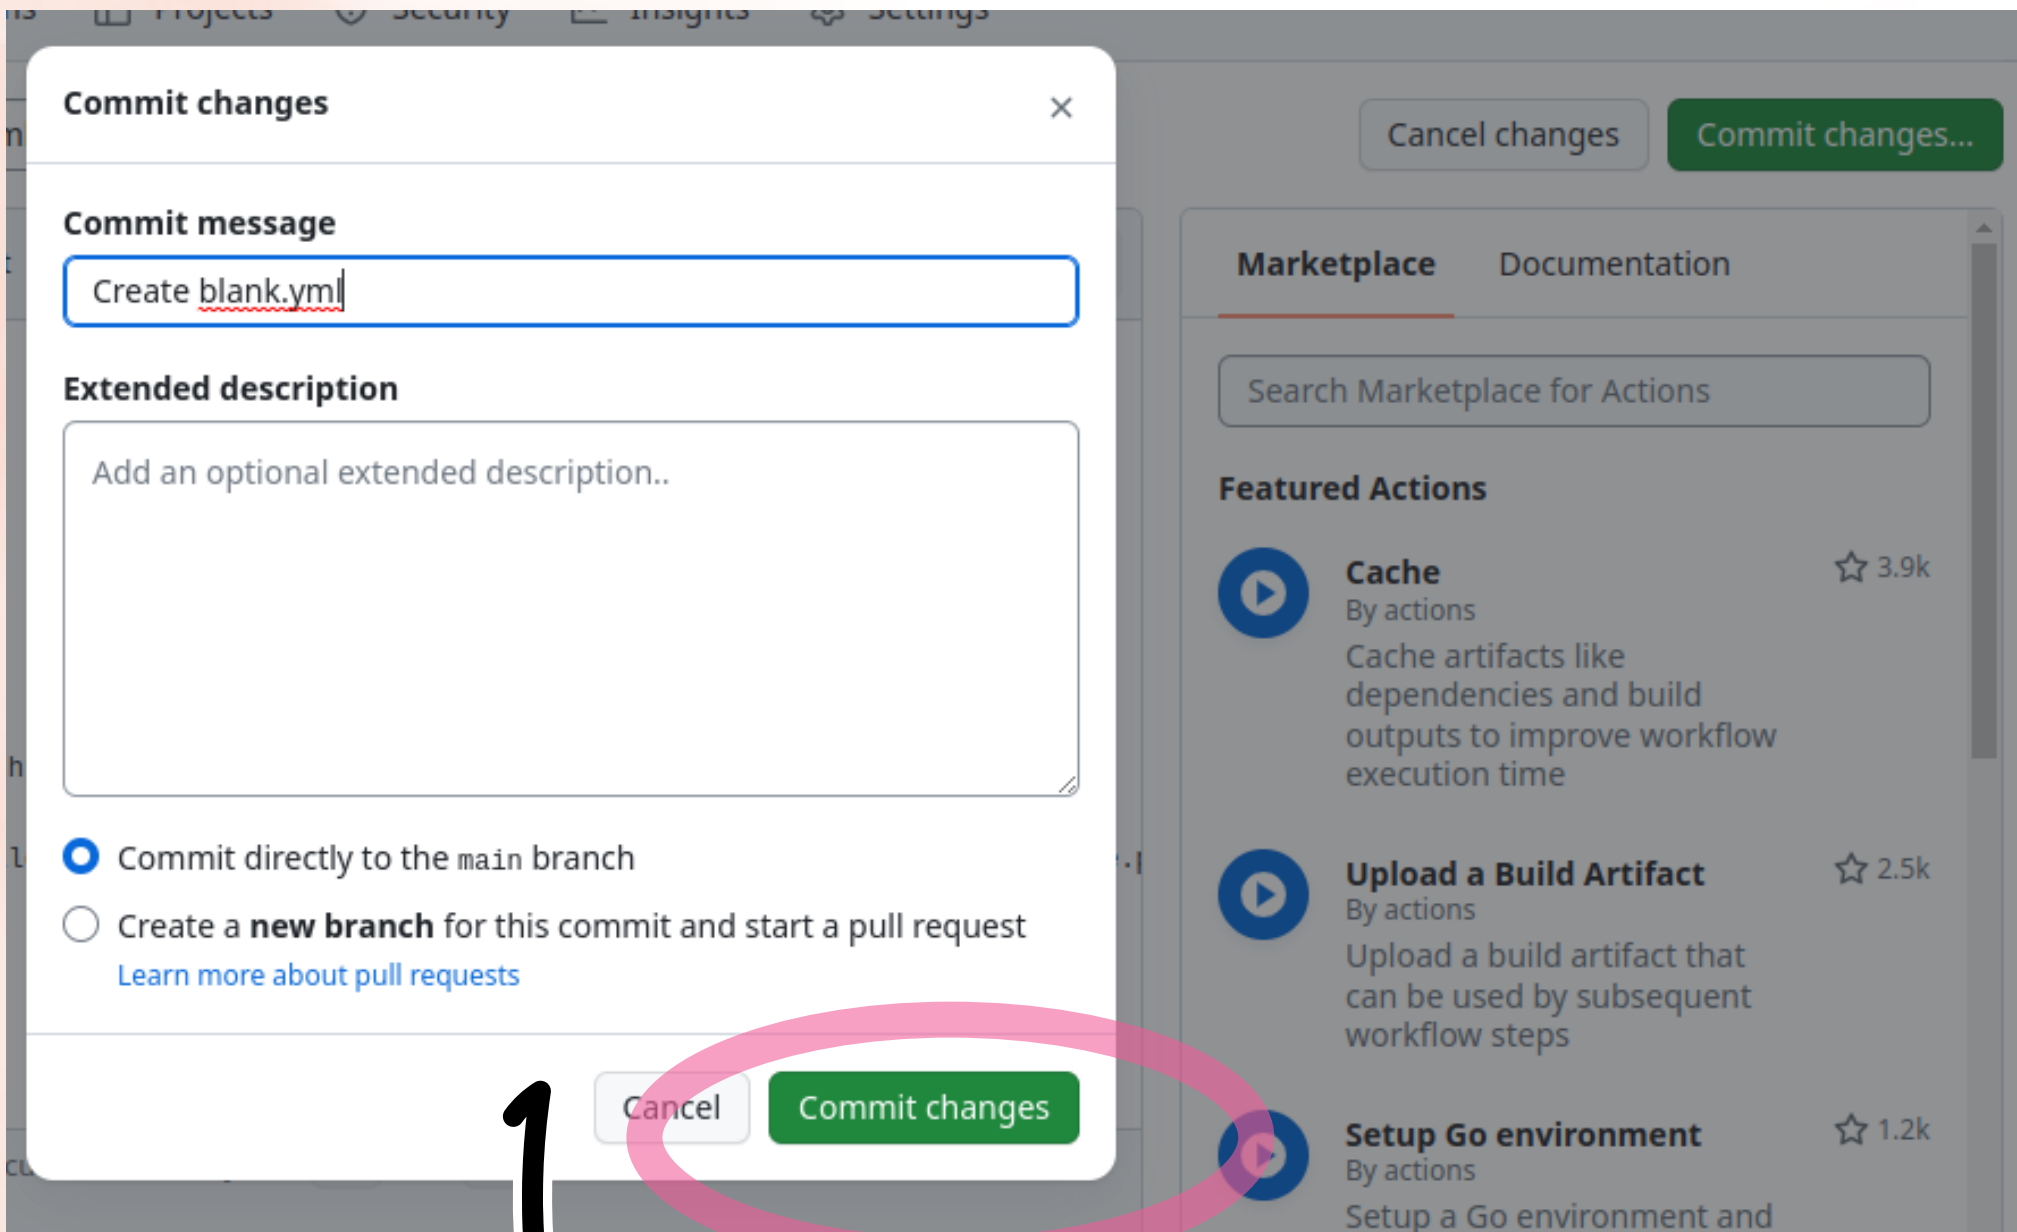 Projects
Security
Insights
Settings
Commit changes
Cancel changes
Commit changes...
Commit message
Create blank.yml
Extended description
Add an optional extended description..
Commit directly to the main branch
Create a new branch for this commit and start a pull request
Learn more about pull requests
Cancel
Commit changes
1
Marketplace
Documentation
Search Marketplace for Actions
Featured Actions
Cache
3.9k
By actions
Cache artifacts like
dependencies and build
outputs to improve workflow
execution time
Upload a Build Artifact
2.5k
By actions
Upload a build artifact that
can be used by subsequent
workflow steps
Setup Go environment
1.2k
By actions
Setup a Go environment and